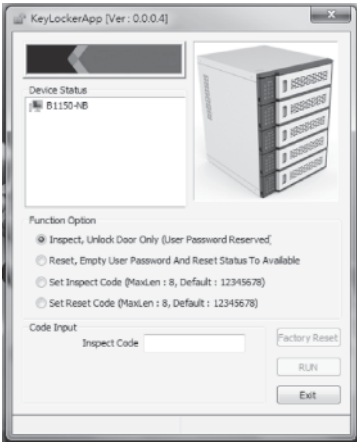 KeyLockerApp [Ver : 0.0.0.4]
Device Status
B1150-NB
Function Option
Inspect, Unlock Door Only (User Password Reserved)
Reset, Empty User Password And Reset Status To Available
Set Inspect Code (MaxLen : 8, Default : 12345678)
Set Reset Code (MaxLen : 8, Default : 12345678)
Code Input
Inspect Code
Factory Reset
RUN
Exit